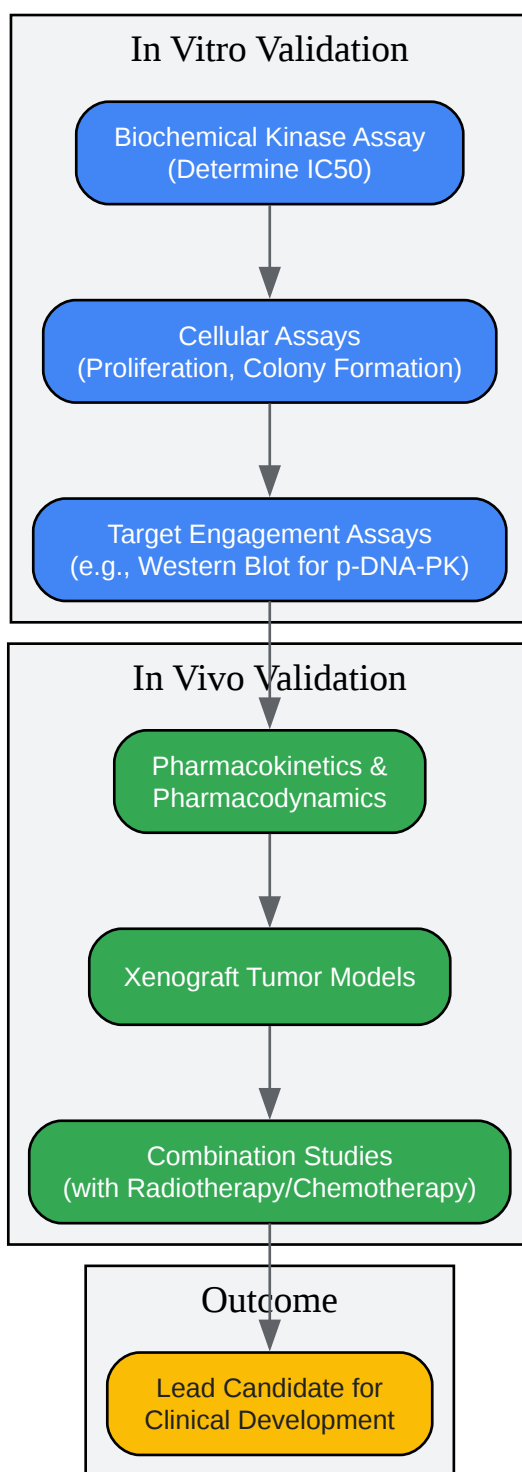 In Vitro Validation
Biochemical Kinase Assay
(Determine IC50)
Cellular Assays
(Proliferation, Colony Formation)
Target Engagement Assays
(e.g., Western Blot for p-DNA-PK)
In Vivo Validation
Pharmacokinetics &
Pharmacodynamics
Xenograft Tumor Models
Combination Studies
(with Radiotherapy/Chemotherapy)
Outcome
Lead Candidate for
Clinical Development